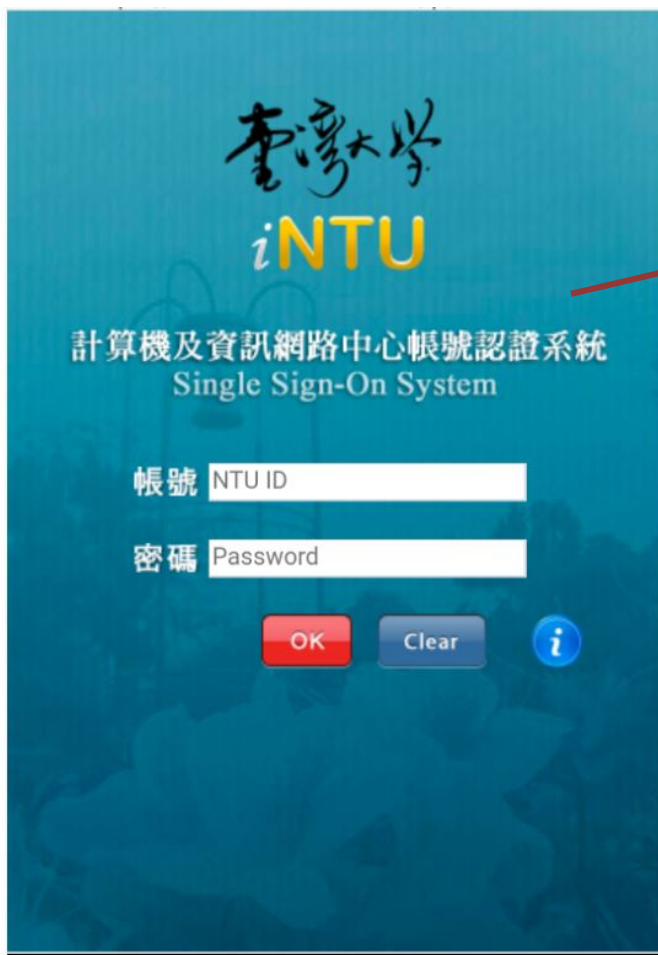 臺灣大學
iNTU
計算機及資訊網路中心帳號認證系統
Single Sign-On System
帳號 NTU ID
密碼 Password
OK Clear i